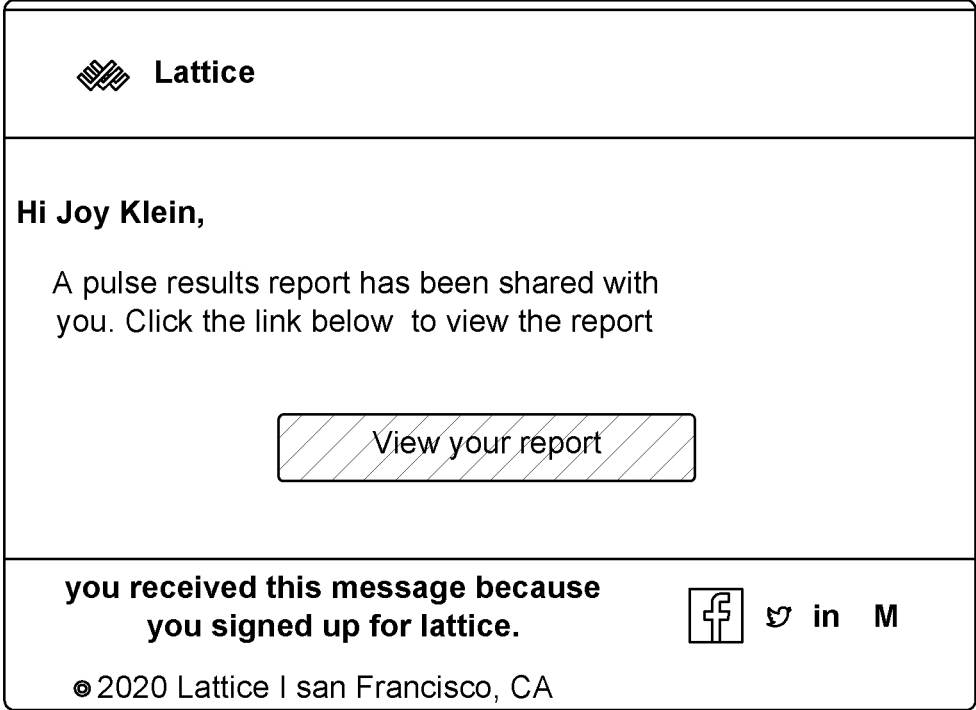 Lattice
Hi Joy Klein,
A pulse results report has been shared with
you. Click the link below  to view the report
View your report
you received this message because
you signed up for lattice.
in M
©2020 Lattice I san Francisco, CA